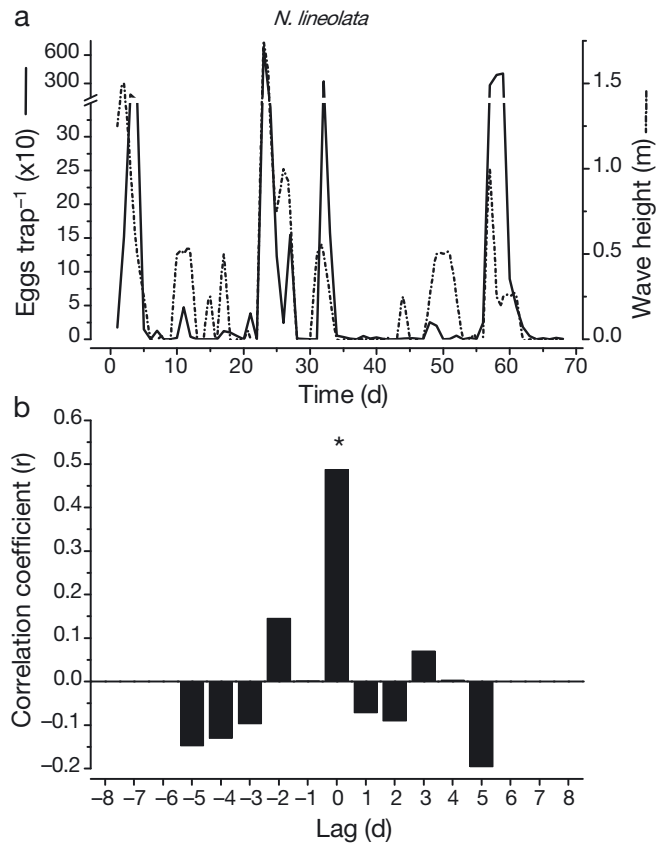 a
N. lineolata
Eggs trap⁻¹ (x10)
600
300
30
25
20
15
10
5
0
1.5
1.0
0.5
0.0
Wave height (m)
0 10 20 30 40 50 60 70
Time (d)
b
Correlation coefficient (r)
0.6
0.5
0.4
0.3
0.2
0.1
0.0
−0.1
−0.2
*
−8 −7 −6 −5 −4 −3 −2 −1 0 1 2 3 4 5 6 7 8
Lag (d)